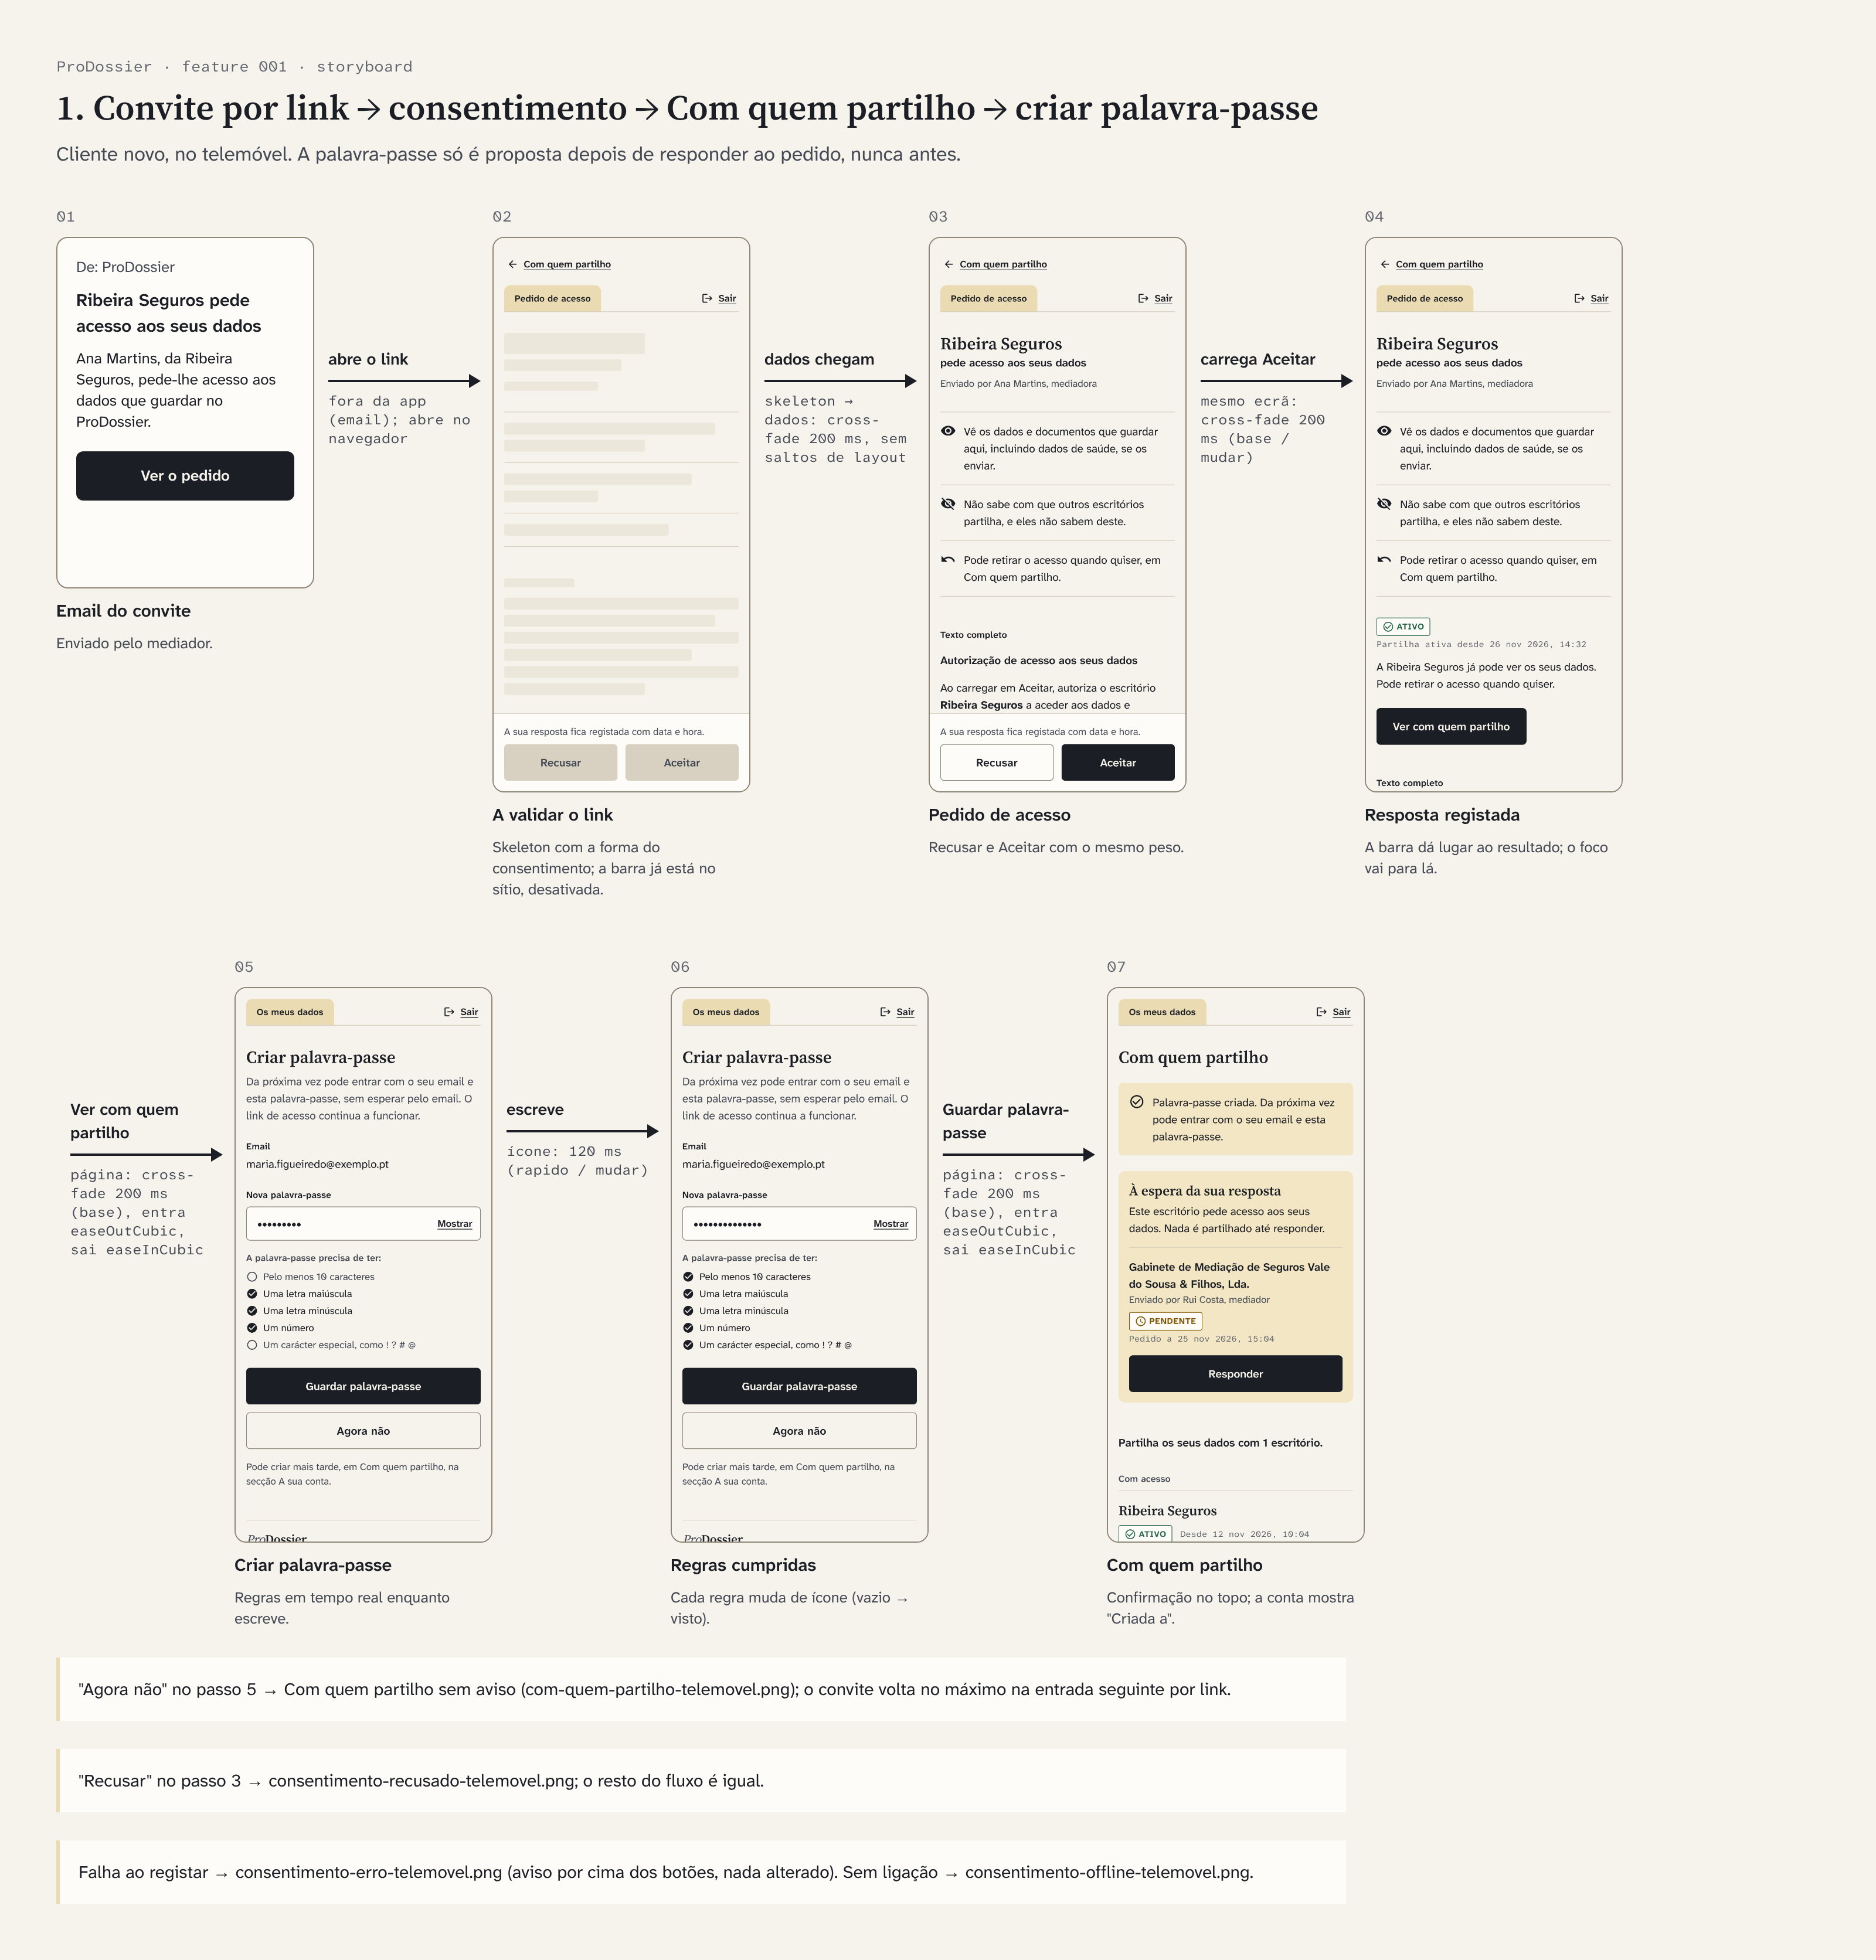 ProDossier · feature 001 · storyboard
1. Convite por link → consentimento → Com quem partilho → criar palavra-passe
Cliente novo, no telemóvel. A palavra-passe só é proposta depois de responder ao pedido, nunca antes.
01
De: ProDossier
Ribeira Seguros pede
acesso aos seus dados
Ana Martins, da Ribeira
Seguros, pede-lhe acesso aos
dados que guardar no
ProDossier.
Ver o pedido
Email do convite
Enviado pelo mediador.
abre o link
fora da app
(email); abre no
navegador
02
← Com quem partilho
Pedido de acesso
Sair
A sua resposta fica registada com data e hora.
Recusar
Aceitar
A validar o link
Skeleton com a forma do
consentimento; a barra já está no
sítio, desativada.
dados chegam
skeleton →
dados: cross-
fade 200 ms, sem
saltos de layout
03
← Com quem partilho
Pedido de acesso
Sair
Ribeira Seguros
pede acesso aos seus dados
Enviado por Ana Martins, mediadora
Vê os dados e documentos que guardar
aqui, incluindo dados de saúde, se os
enviar.
Não sabe com que outros escritórios
partilha, e eles não sabem deste.
Pode retirar o acesso quando quiser, em
Com quem partilho.
Texto completo
Autorização de acesso aos seus dados
Ao carregar em Aceitar, autoriza o escritório
Ribeira Seguros a aceder aos dados e
A sua resposta fica registada com data e hora.
Recusar
Aceitar
Pedido de acesso
Recusar e Aceitar com o mesmo peso.
carrega Aceitar
mesmo ecrã:
cross-fade 200
ms (base /
mudar)
04
← Com quem partilho
Pedido de acesso
Sair
Ribeira Seguros
pede acesso aos seus dados
Enviado por Ana Martins, mediadora
Vê os dados e documentos que guardar
aqui, incluindo dados de saúde, se os
enviar.
Não sabe com que outros escritórios
partilha, e eles não sabem deste.
Pode retirar o acesso quando quiser, em
Com quem partilho.
ATIVO
Partilha ativa desde 26 nov 2026, 14:32
A Ribeira Seguros já pode ver os seus dados.
Pode retirar o acesso quando quiser.
Ver com quem partilho
Texto completo
Resposta registada
A barra dá lugar ao resultado; o foco
vai para lá.
Ver com quem
partilho
página: cross-
fade 200 ms
(base), entra
easeOutCubic,
sai easeInCubic
05
Os meus dados
Sair
Criar palavra-passe
Da próxima vez pode entrar com o seu email e
esta palavra-passe, sem esperar pelo email. O
link de acesso continua a funcionar.
Email
maria.figueiredo@exemplo.pt
Nova palavra-passe
•••••••••
Mostrar
A palavra-passe precisa de ter:
Pelo menos 10 caracteres
Uma letra maiúscula
Uma letra minúscula
Um número
Um carácter especial, como ! ? # @
Guardar palavra-passe
Agora não
Pode criar mais tarde, em Com quem partilho, na
secção A sua conta.
ProDossier
Criar palavra-passe
Regras em tempo real enquanto
escreve.
escreve
ícone: 120 ms
(rapido / mudar)
06
Os meus dados
Sair
Criar palavra-passe
Da próxima vez pode entrar com o seu email e
esta palavra-passe, sem esperar pelo email. O
link de acesso continua a funcionar.
Email
maria.figueiredo@exemplo.pt
Nova palavra-passe
••••••••••••••
Mostrar
A palavra-passe precisa de ter:
Pelo menos 10 caracteres
Uma letra maiúscula
Uma letra minúscula
Um número
Um carácter especial, como ! ? # @
Guardar palavra-passe
Agora não
Pode criar mais tarde, em Com quem partilho, na
secção A sua conta.
ProDossier
Regras cumpridas
Cada regra muda de ícone (vazio →
visto).
Guardar palavra-
passe
página: cross-
fade 200 ms
(base), entra
easeOutCubic,
sai easeInCubic
07
Os meus dados
Sair
Com quem partilho
Palavra-passe criada. Da próxima vez
pode entrar com o seu email e esta
palavra-passe.
À espera da sua resposta
Este escritório pede acesso aos seus
dados. Nada é partilhado até responder.
Gabinete de Mediação de Seguros Vale
do Sousa & Filhos, Lda.
Enviado por Rui Costa, mediador
PENDENTE
Pedido a 25 nov 2026, 15:04
Responder
Partilha os seus dados com 1 escritório.
Com acesso
Ribeira Seguros
ATIVO
Desde 12 nov 2026, 10:04
Com quem partilho
Confirmação no topo; a conta mostra
"Criada a".
"Agora não" no passo 5 → Com quem partilho sem aviso (com-quem-partilho-telemovel.png); o convite volta no máximo na entrada seguinte por link.
"Recusar" no passo 3 → consentimento-recusado-telemovel.png; o resto do fluxo é igual.
Falha ao registar → consentimento-erro-telemovel.png (aviso por cima dos botões, nada alterado). Sem ligação → consentimento-offline-telemovel.png.